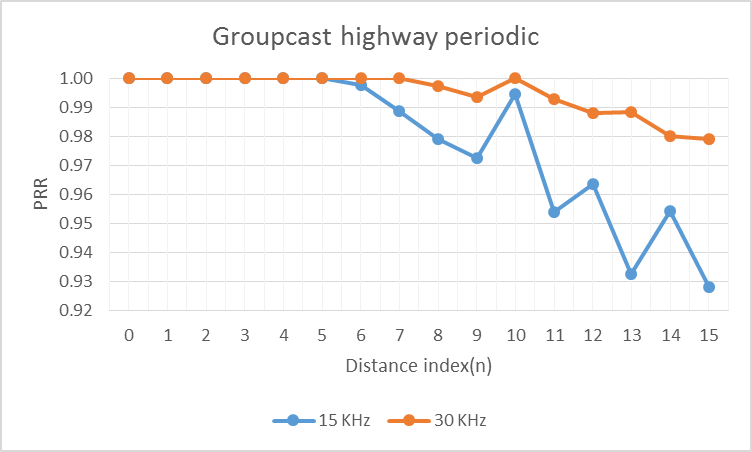 Groupcast highway periodic
1.00
0.99
0.98
0.97
0.96
0.95
0.94
0.93
0.92
PRR
0 1 2 3 4 5 6 7 8 9 10 11 12 13 14 15
Distance index(n)
15 KHz 30 KHz